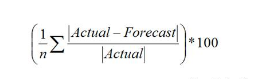 (1/n ∑ |Actual – Forecast| / |Actual|) * 100